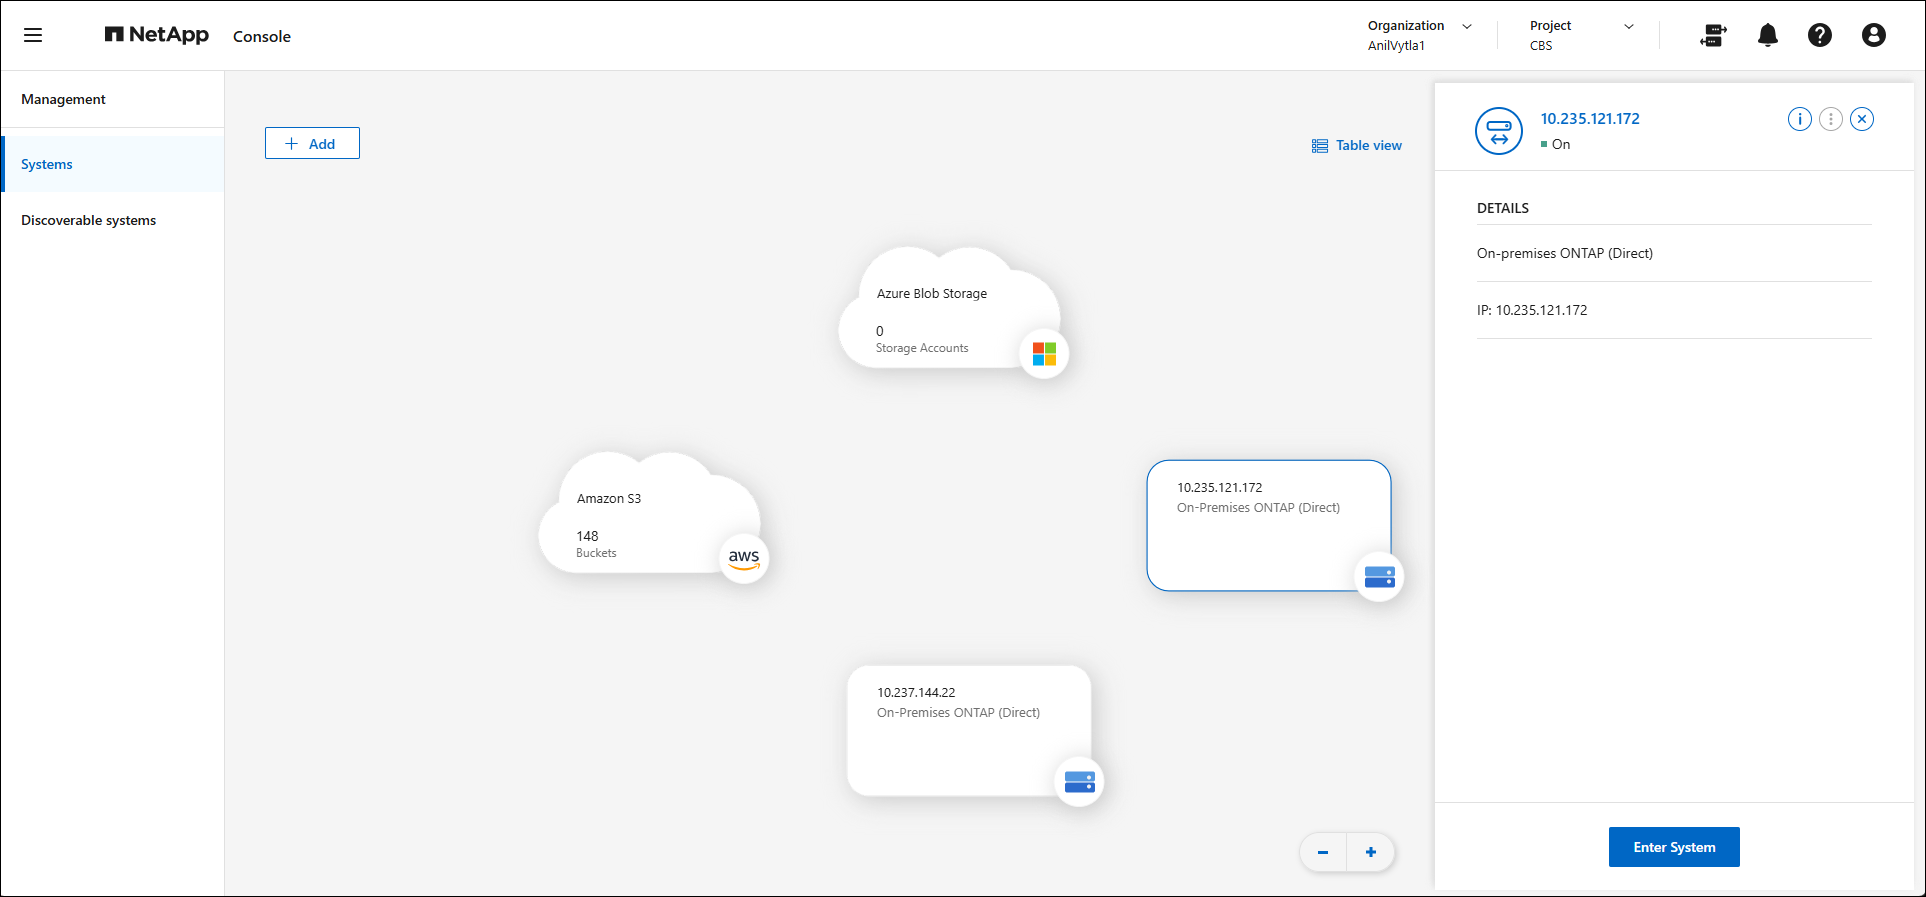 NetApp Console
Organization
AnilVytla1
Project
CBS
Management
Systems
Discoverable systems
Add
Table view
Azure Blob Storage
0
Storage Accounts
Amazon S3
148
Buckets
aws
10.235.121.172
On-Premises ONTAP (Direct)
10.237.144.22
On-Premises ONTAP (Direct)
10.235.121.172
On
DETAILS
On-premises ONTAP (Direct)
IP: 10.235.121.172
Enter System